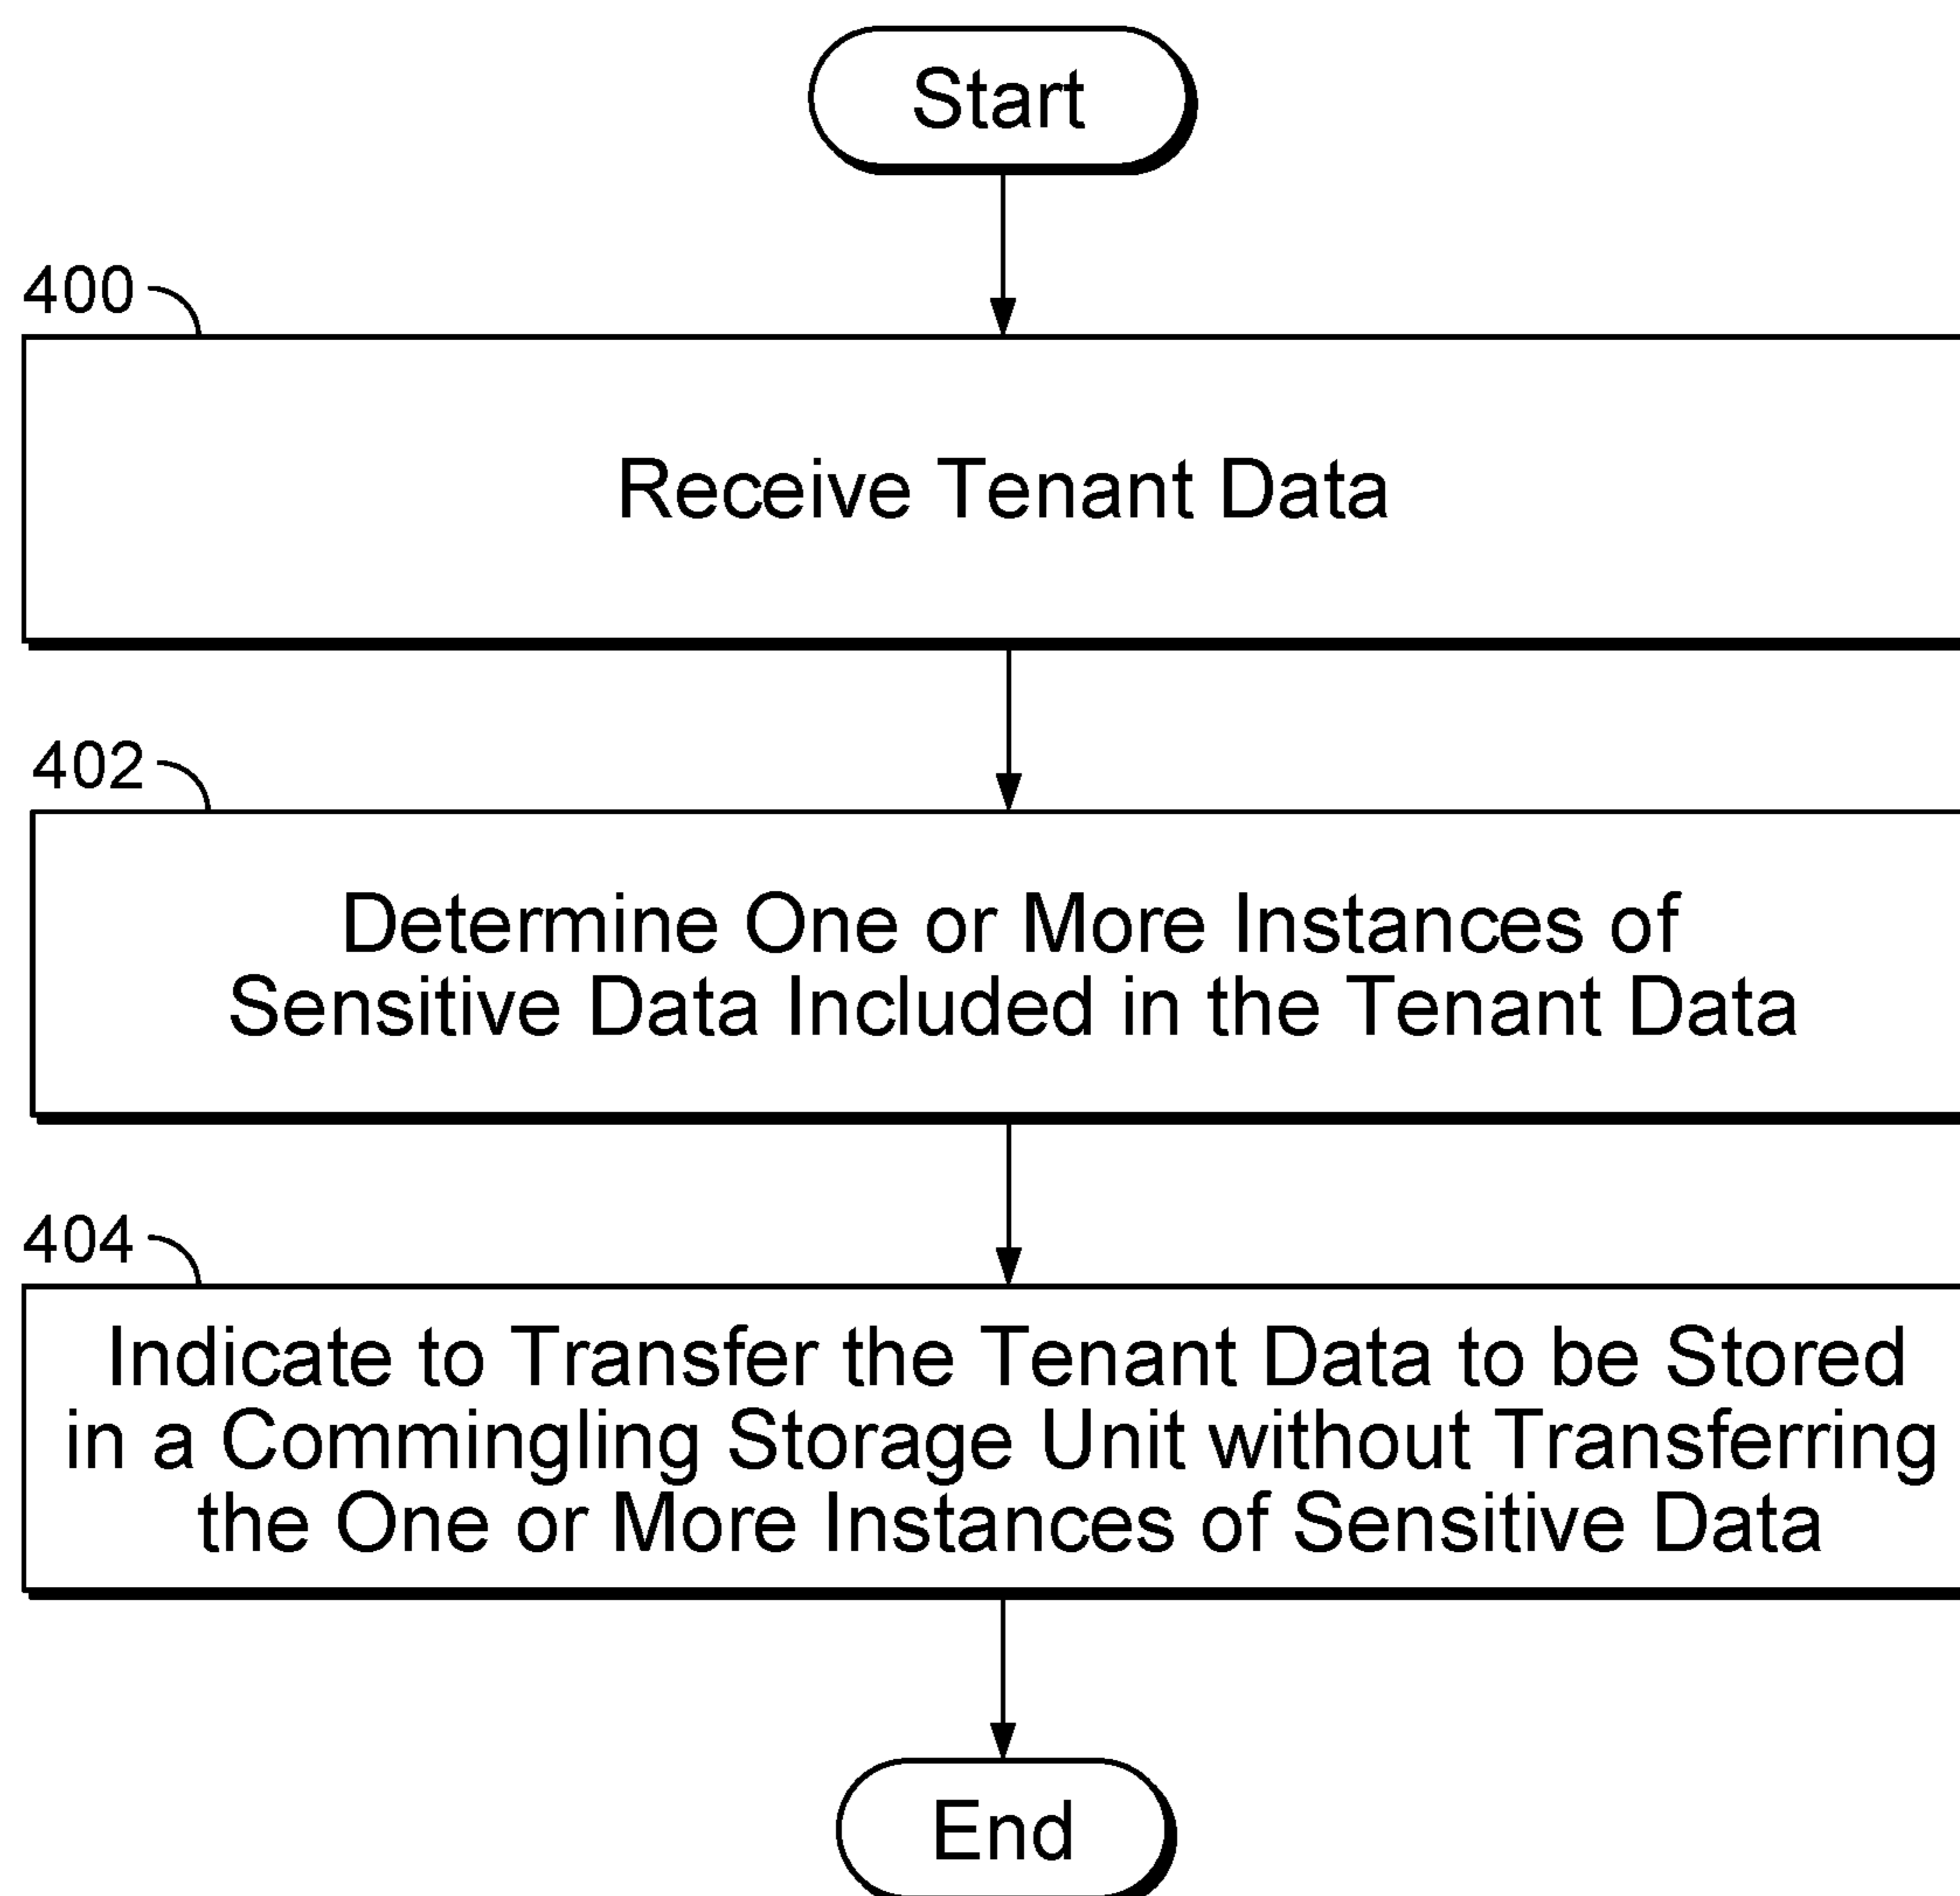 Start
400
Receive Tenant Data
402
Determine One or More Instances of
Sensitive Data Included in the Tenant Data
404
Indicate to Transfer the Tenant Data to be Stored
in a Commingling Storage Unit without Transferring
the One or More Instances of Sensitive Data
End